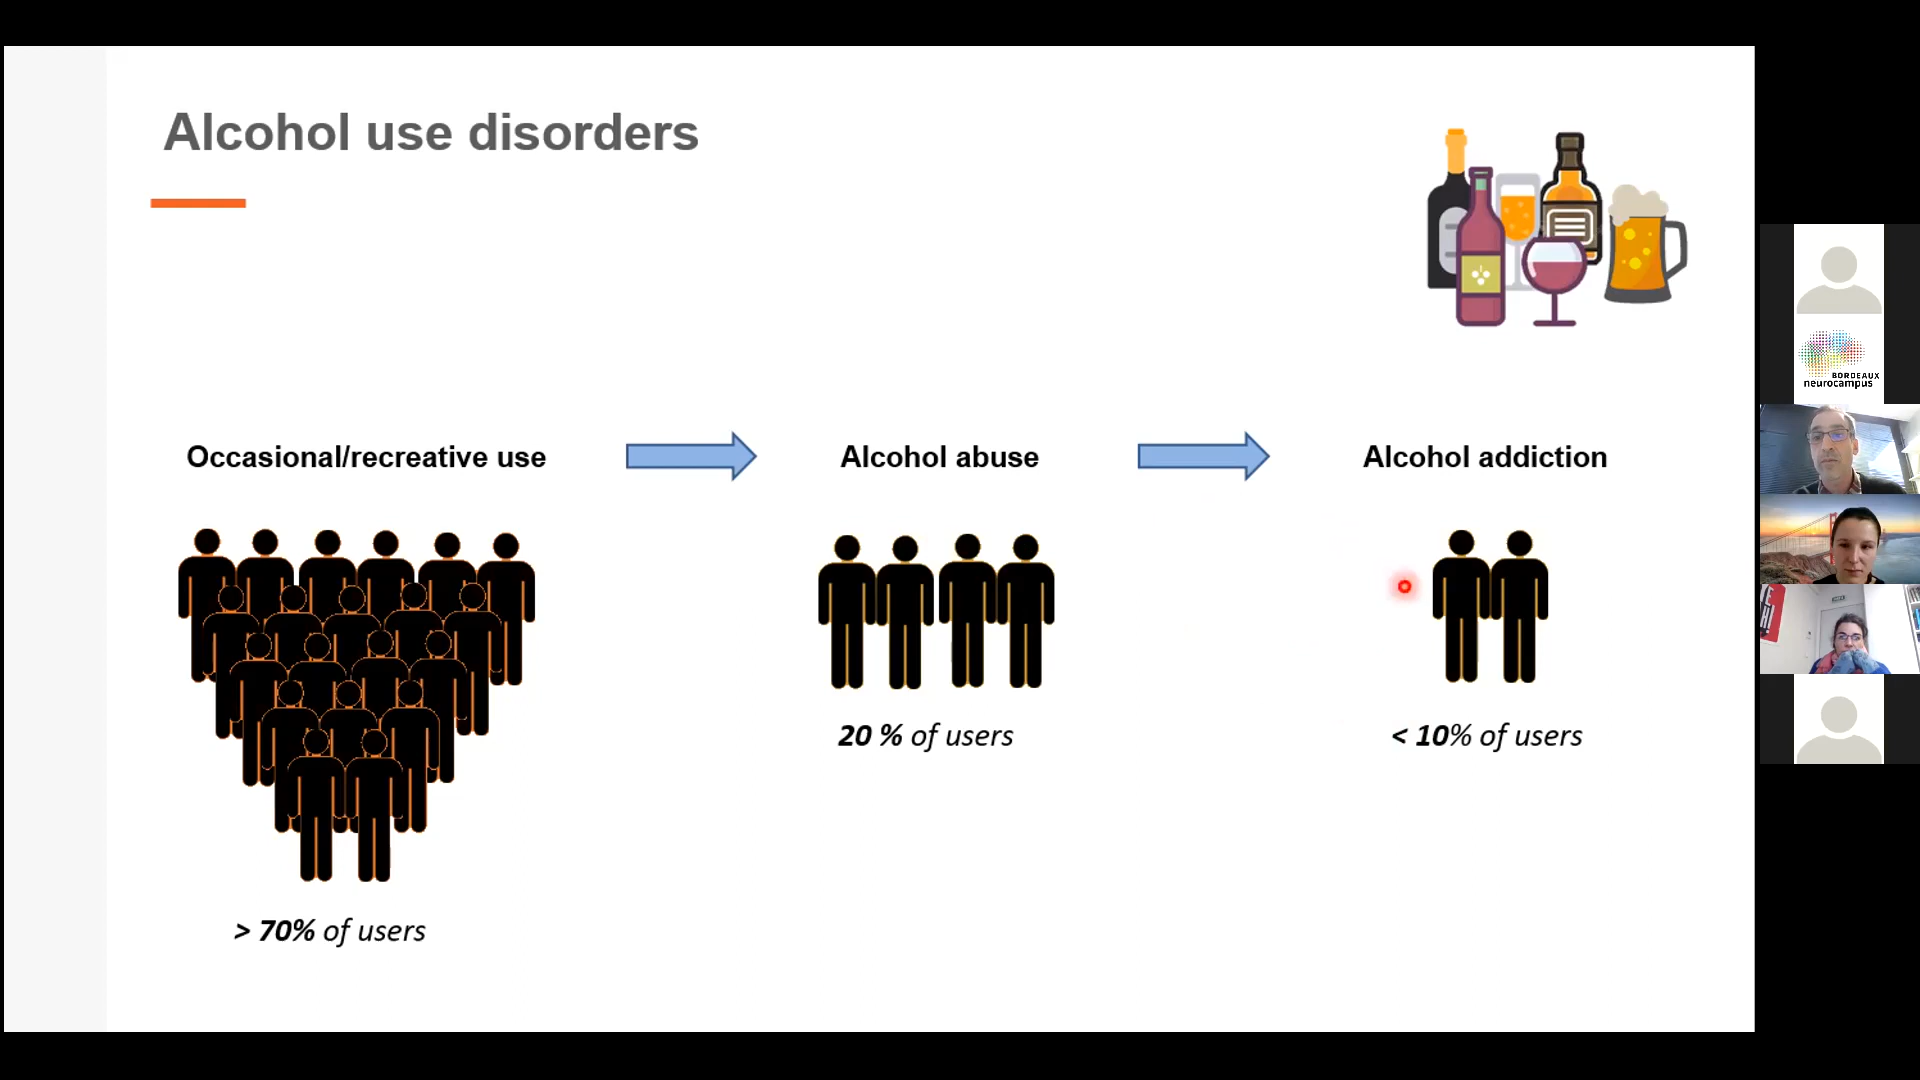 Alcohol use disorders
Occasional/recreative use
Alcohol abuse
Alcohol addiction
20 % of users
< 10% of users
> 70% of users
BORDEAUX
neurocampus